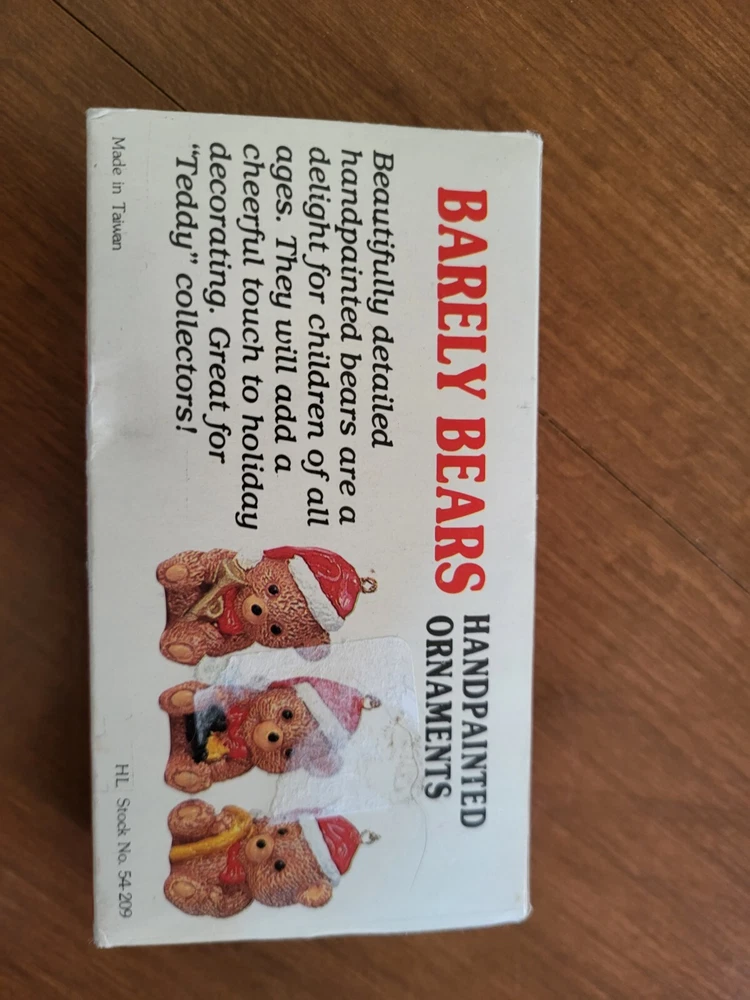 BARELY BEARS HANDPAINTED
ORNAMENTS
Beautifully detailed
handpainted bears are a
delight for children of all
ages. They will add a
cheerful touch to holiday
decorating. Great for
"Teddy" collectors!
Made in Taiwan
HL Stock No. 54-209